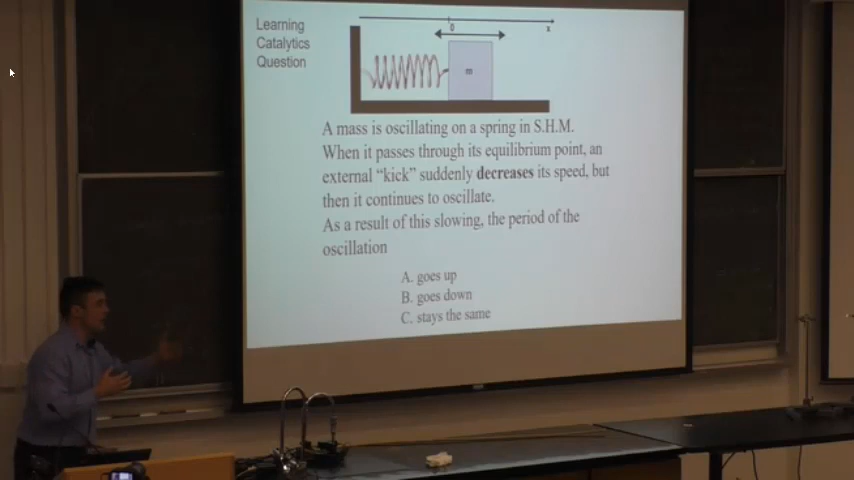 Learning
Catalytics
Question
0
x
m
A mass is oscillating on a spring in S.H.M.
When it passes through its equilibrium point, an
external “kick” suddenly decreases its speed, but
then it continues to oscillate.
As a result of this slowing, the period of the
oscillation
A. goes up
B. goes down
C. stays the same